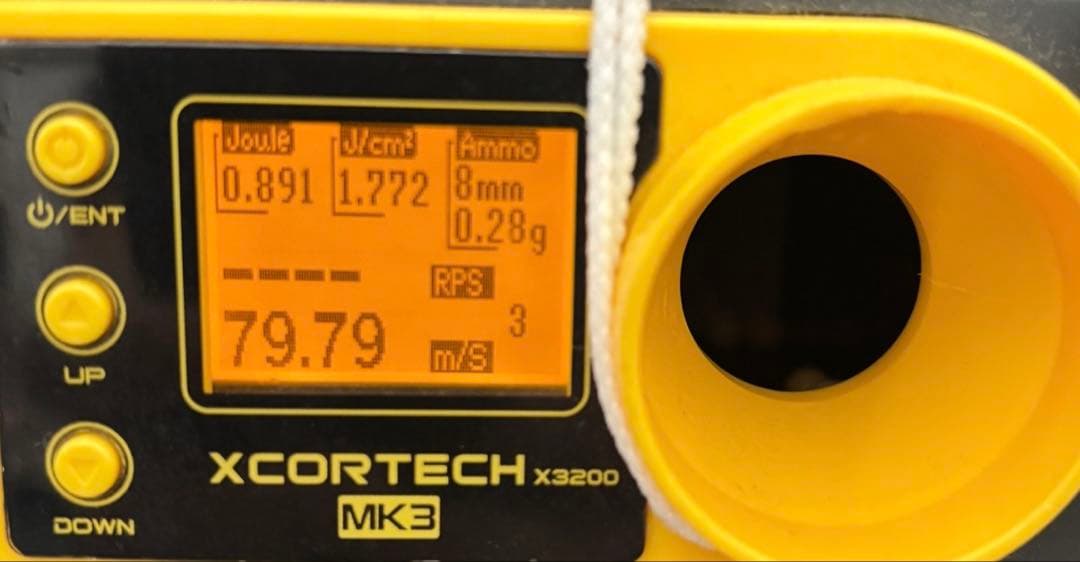 Joule J/cm² Ammo
0.891 1.772 8mm
0.28g
---- RPS
79.79 3
m/S
⏻/ENT
UP
DOWN
XCORTECH X3200
MK3